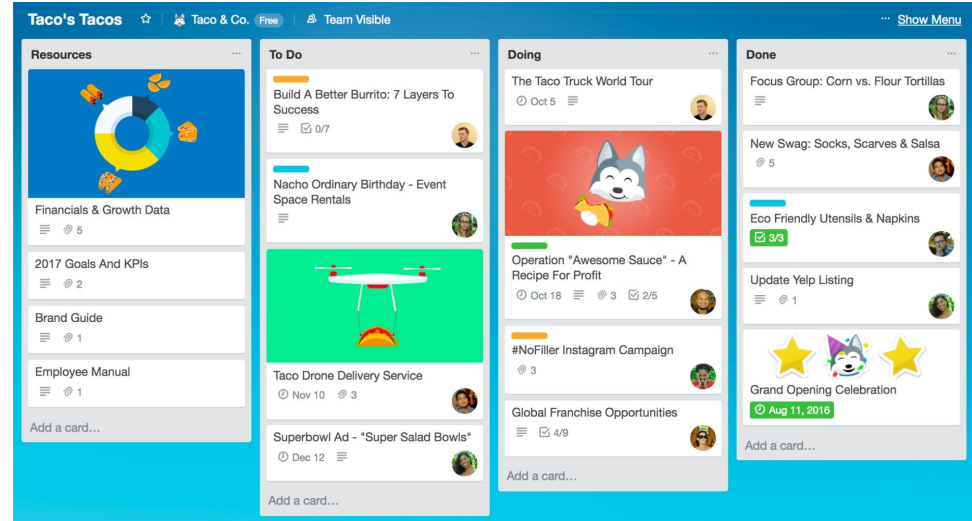 Taco's Tacos Taco & Co. Free Team Visible ... Show Menu
Resources ...
Financials & Growth Data
5
2017 Goals And KPIs
2
Brand Guide
1
Employee Manual
1
Add a card...
To Do ...
Build A Better Burrito: 7 Layers To
Success
0/7
Nacho Ordinary Birthday - Event
Space Rentals
Taco Drone Delivery Service
Nov 10 3
Superbowl Ad - "Super Salad Bowls"
Dec 12
Add a card...
Doing ...
The Taco Truck World Tour
Oct 5
Operation "Awesome Sauce" - A
Recipe For Profit
Oct 18 3 2/5
#NoFiller Instagram Campaign
3
Global Franchise Opportunities
4/9
Add a card...
Done ...
Focus Group: Corn vs. Flour Tortillas
New Swag: Socks, Scarves & Salsa
5
Eco Friendly Utensils & Napkins
3/3
Update Yelp Listing
1
Grand Opening Celebration
Aug 11, 2016
Add a card...